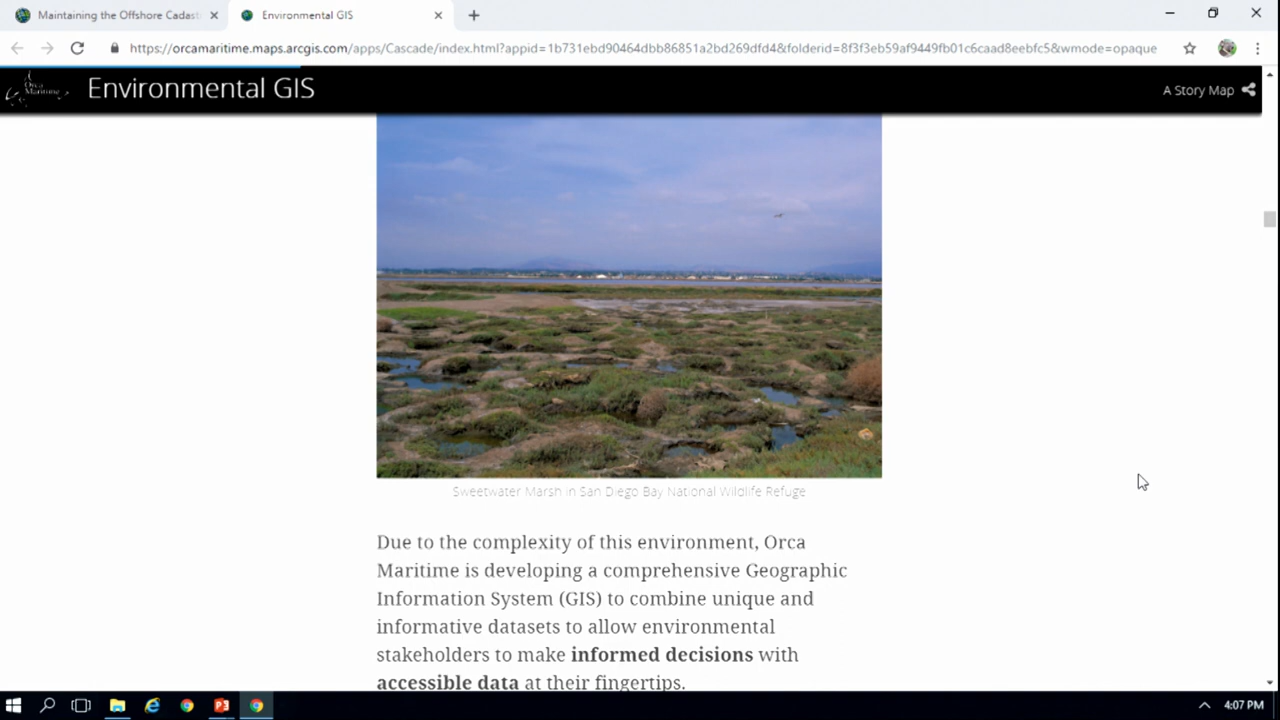 Maintaining the Offshore Cadast
Environmental GIS
https://orcamaritime.maps.arcgis.com/apps/Cascade/index.html?appid=1b731ebd90464dbb86851a2bd269dfd4&folderid=8f3f3eb59af9449fb01c6caad8eebfc5&wmode=opaque
Orca
Maritime
Environmental GIS
A Story Map
Sweetwater Marsh in San Diego Bay National Wildlife Refuge
Due to the complexity of this environment, Orca
Maritime is developing a comprehensive Geographic
Information System (GIS) to combine unique and
informative datasets to allow environmental
stakeholders to make informed decisions with
accessible data at their fingertips.
4:07 PM